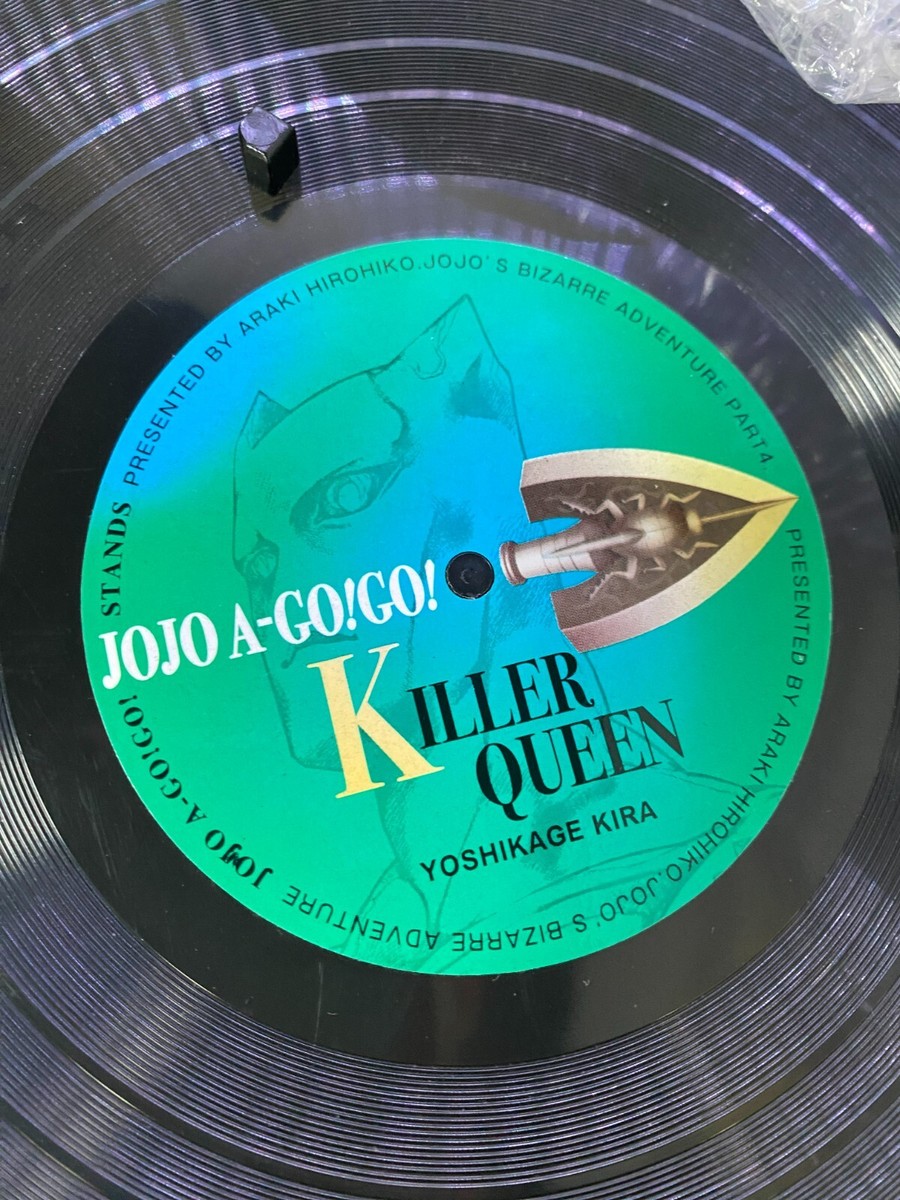 STANDS PRESENTED BY ARAKI HIROHIKO.JOJO'S BIZARRE ADVENTURE PART4.
PRESENTED BY ARAKI HIROHIKO.JOJO'S BIZARRE ADVENTURE JOJO A-GO!GO!
JOJO A-GO!GO!
KILLER
QUEEN
YOSHIKAGE KIRA